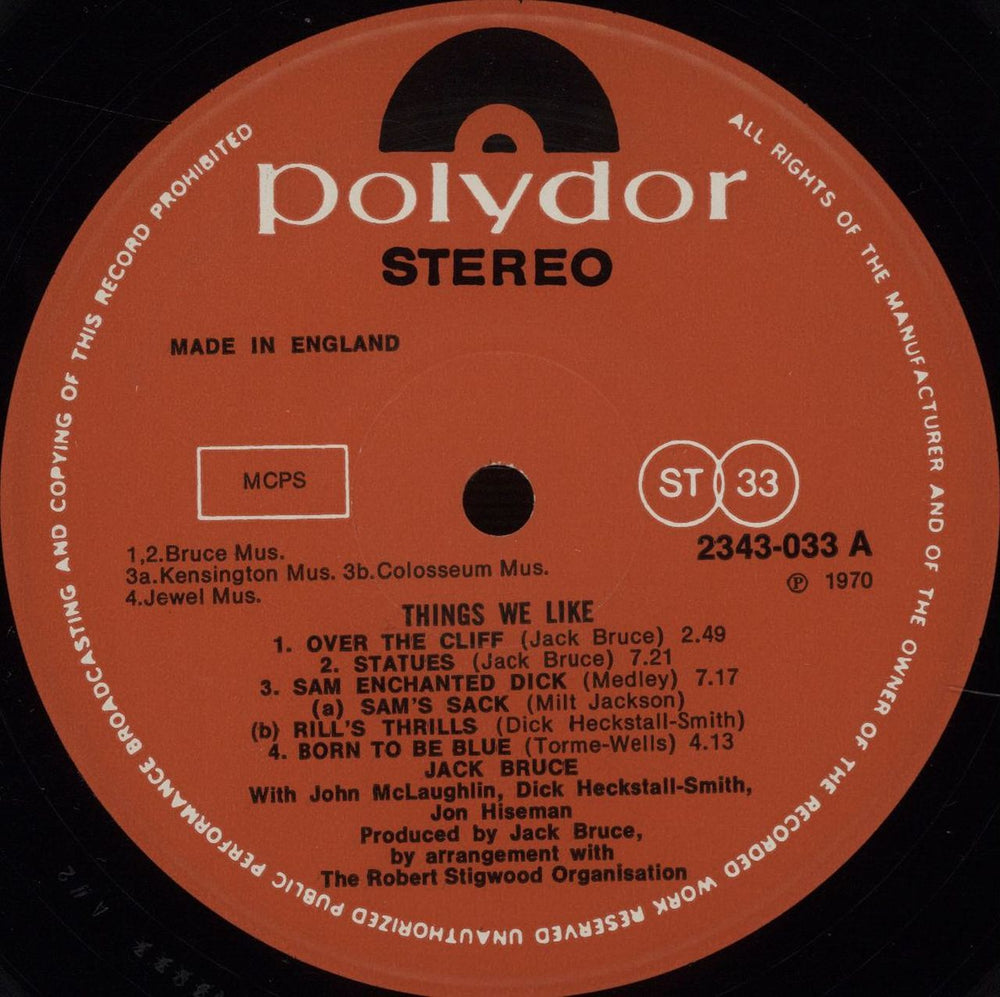 polydor
STEREO
MADE IN ENGLAND
MCPS
ST 33
2343-033 A
℗ 1970
1,2.Bruce Mus.
3a.Kensington Mus. 3b.Colosseum Mus.
4.Jewel Mus.
THINGS WE LIKE
1. OVER THE CLIFF (Jack Bruce) 2.49
2. STATUES (Jack Bruce) 7.21
3. SAM ENCHANTED DICK (Medley) 7.17
(a) SAM'S SACK (Milt Jackson)
(b) RILL'S THRILLS (Dick Heckstall-Smith)
4. BORN TO BE BLUE (Torme-Wells) 4.13
JACK BRUCE
With John McLaughlin, Dick Heckstall-Smith,
Jon Hiseman
Produced by Jack Bruce,
by arrangement with
The Robert Stigwood Organisation
ALL RIGHTS OF THE MANUFACTURER AND OF THE OWNER OF THE RECORDED WORK RESERVED UNAUTHORIZED PUBLIC PERFORMANCE BROADCASTING AND COPYING OF THIS RECORD PROHIBITED